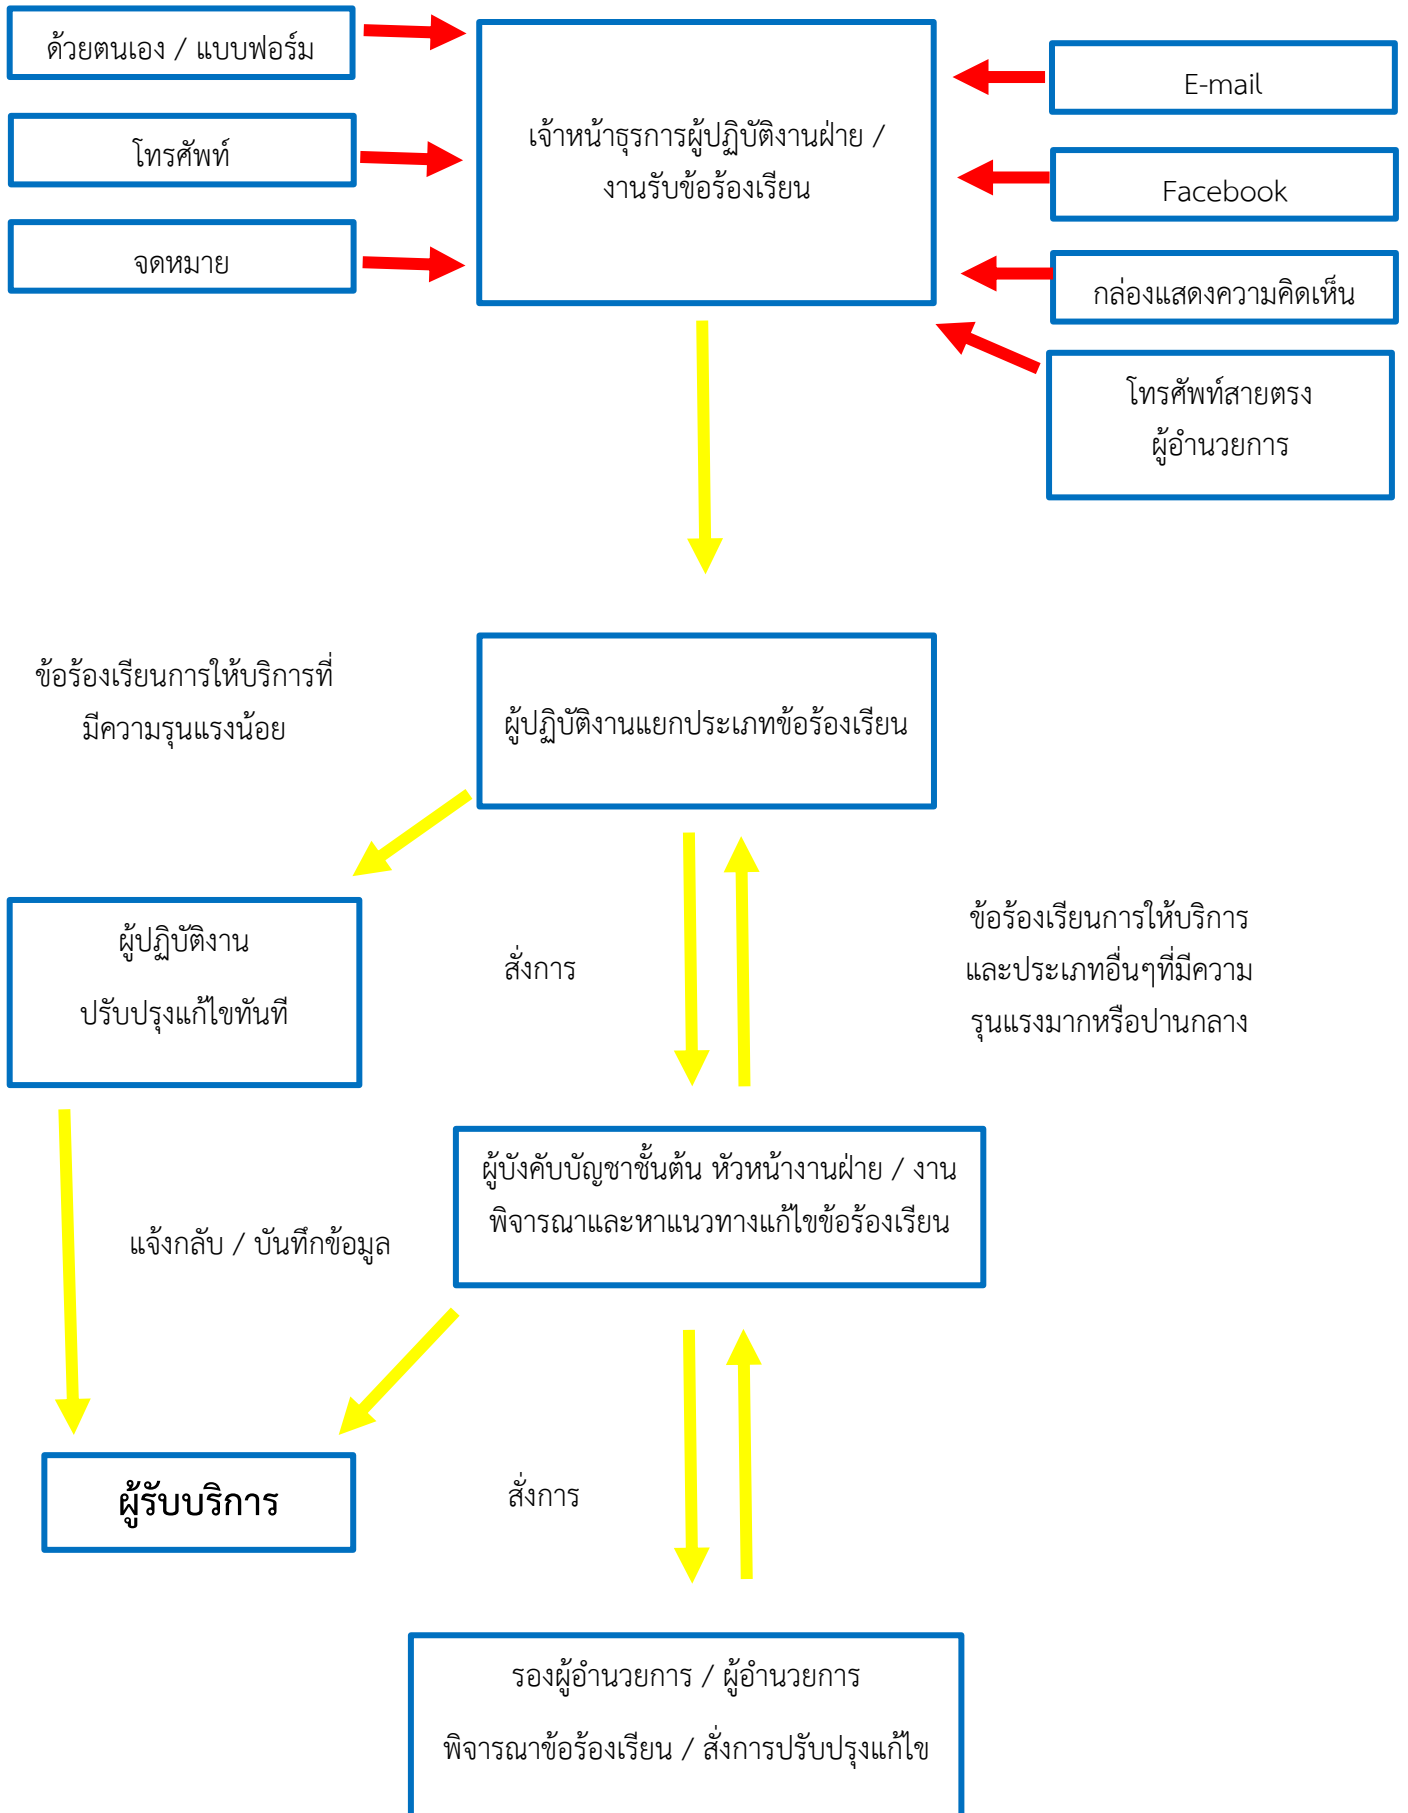 ด้วยตนเอง / แบบฟอร์ม
โทรศัพท์
จดหมาย
เจ้าหน้าธุรการผู้ปฏิบัติงานฝ่าย /
งานรับข้อร้องเรียน
E-mail
Facebook
กล่องแสดงความคิดเห็น
โทรศัพท์สายตรง
ผู้อำนวยการ
ข้อร้องเรียนการให้บริการที่
มีความรุนแรงน้อย
ผู้ปฏิบัติงานแยกประเภทข้อร้องเรียน
ผู้ปฏิบัติงาน
ปรับปรุงแก้ไขทันที
สั่งการ
ข้อร้องเรียนการให้บริการ
และประเภทอื่นๆที่มีความ
รุนแรงมากหรือปานกลาง
ผู้บังคับบัญชาชั้นต้น หัวหน้างานฝ่าย / งาน
พิจารณาและหาแนวทางแก้ไขข้อร้องเรียน
แจ้งกลับ / บันทึกข้อมูล
ผู้รับบริการ
สั่งการ
รองผู้อำนวยการ / ผู้อำนวยการ
พิจารณาข้อร้องเรียน / สั่งการปรับปรุงแก้ไข